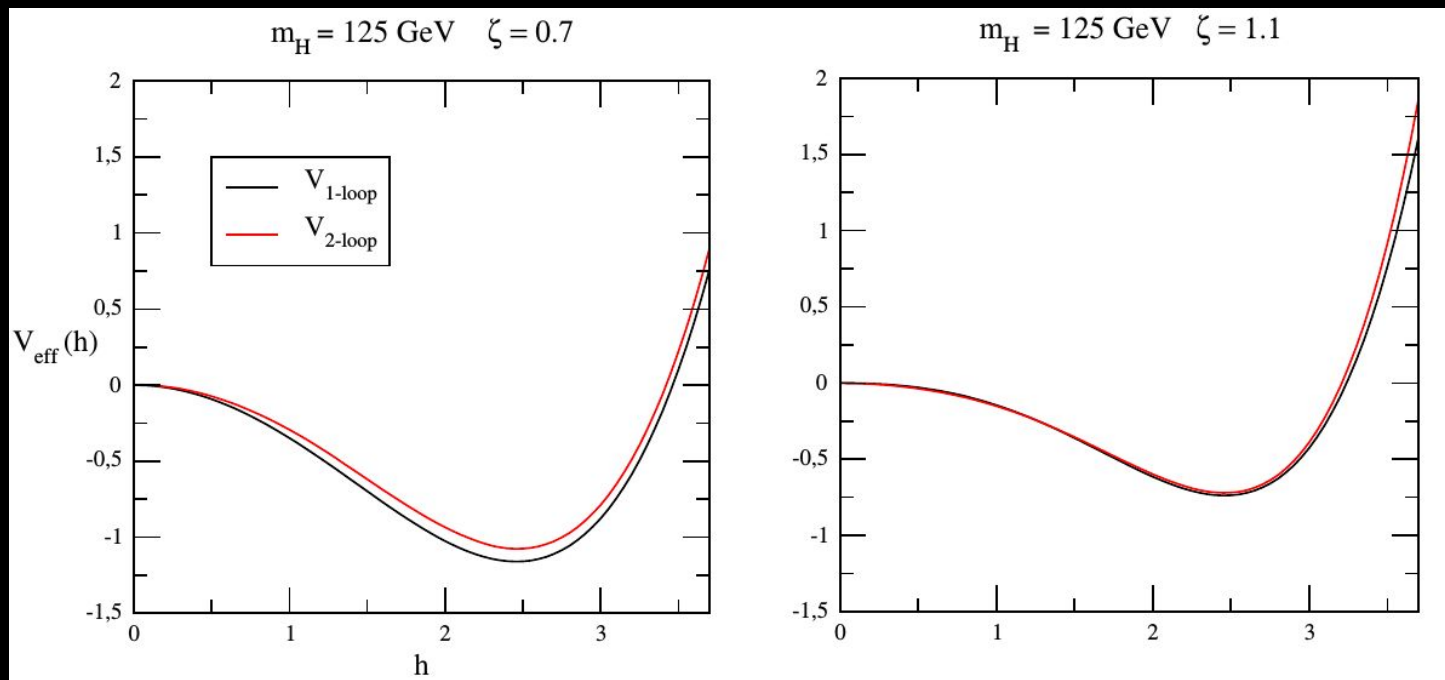 m_H = 125 GeV ζ = 0.7
2
1,5
1
0,5
0
-0,5
-1
-1,5
V_1-loop
V_2-loop
V_eff(h)
0 1 2 3
h
m_H = 125 GeV ζ = 1.1
2
1,5
1
0,5
0
-0,5
-1
-1,5
0 1 2 3